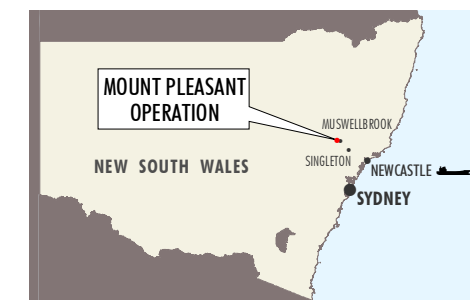 MOUNT PLEASANT
OPERATION
MUSWELLBROOK
SINGLETON
NEW SOUTH WALES
NEWCASTLE
SYDNEY